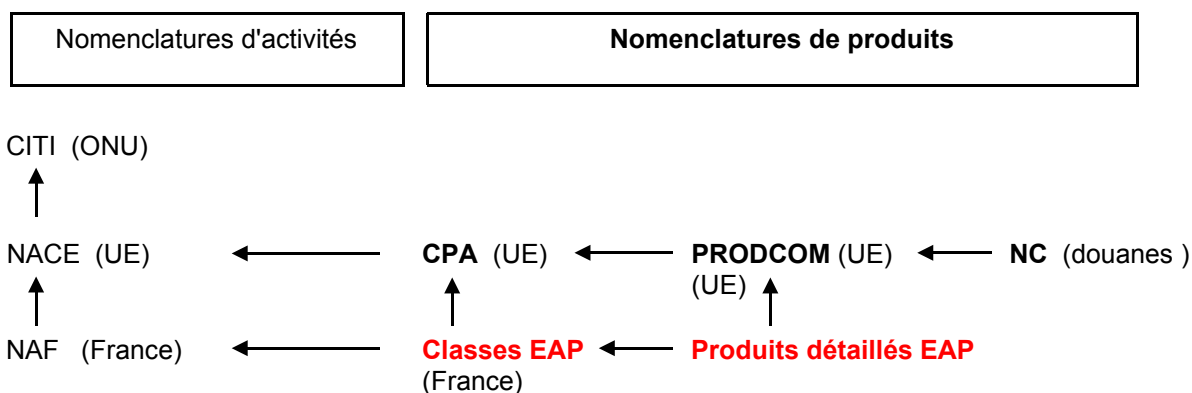 Nomenclatures d'activités
Nomenclatures de produits
CITI (ONU)
NACE (UE)
CPA (UE)
PRODCOM (UE)
(UE)
NC (douanes )
NAF (France)
Classes EAP
(France)
Produits détaillés EAP